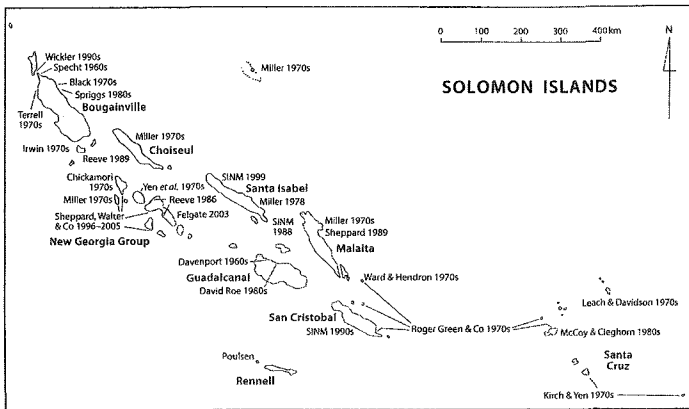 0 100 200 300 400km
N
SOLOMON ISLANDS
Wickler 1990s
Specht 1960s
Black 1970s
Spriggs 1980s
Bougainville
Terrell
1970s
Irwin 1970s
Reeve 1989
Miller 1970s
Miller 1970s
Choiseul
Chickamori
1970s
Miller 1970s
Yen et al. 1970s
Reeve 1986
Sheppard, Walter
& Co 1996–2005
Felgate 2003
New Georgia Group
SINM 1999
Santa Isabel
Miller 1978
SINM
1988
Miller 1970s
Sheppard 1989
Malaita
Davenport 1960s
Guadalcanal
David Roe 1980s
Ward & Hendron 1970s
San Cristobal
SINM 1990s
Roger Green & Co 1970s
Leach & Davidson 1970s
McCoy & Cleghorn 1980s
Santa
Cruz
Poulsen
Rennell
Kirch & Yen 1970s